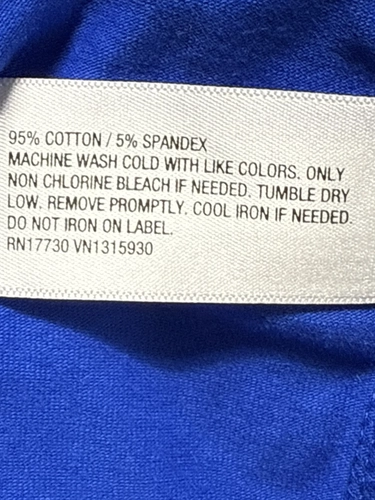 95% COTTON / 5% SPANDEX
MACHINE WASH COLD WITH LIKE COLORS. ONLY
NON CHLORINE BLEACH IF NEEDED. TUMBLE DRY
LOW. REMOVE PROMPTLY. COOL IRON IF NEEDED.
DO NOT IRON ON LABEL.
RN17730 VN1315930